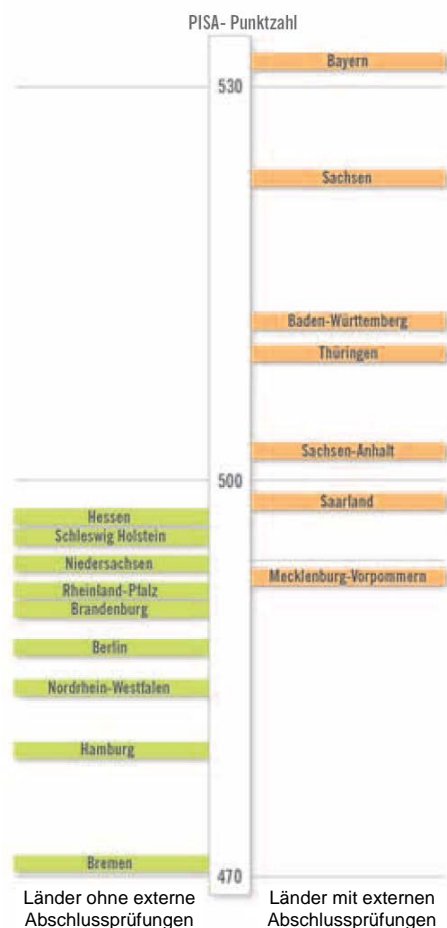 PISA- Punktzahl
Bayern
530
Sachsen
Baden-Württemberg
Thüringen
Sachsen-Anhalt
500
Saarland
Hessen
Schleswig Holstein
Niedersachsen
Mecklenburg-Vorpommern
Rheinland-Pfalz
Brandenburg
Berlin
Nordrhein-Westfalen
Hamburg
Bremen
470
Länder ohne externe
Abschlussprüfungen
Länder mit externen
Abschlussprüfungen